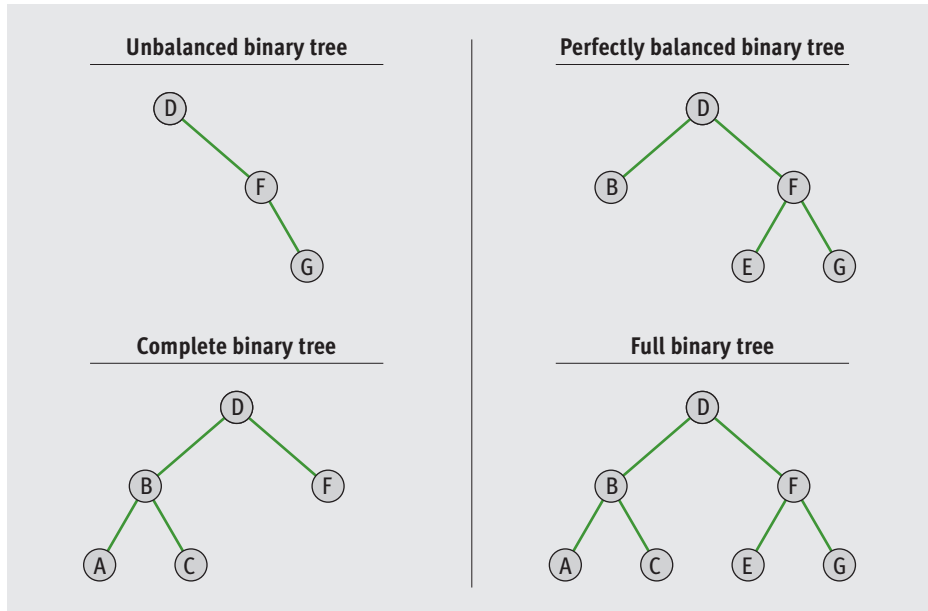 Unbalanced binary tree
D
F
G
Perfectly balanced binary tree
D
B F
E G
Complete binary tree
D
B F
A C
Full binary tree
D
B F
A C E G